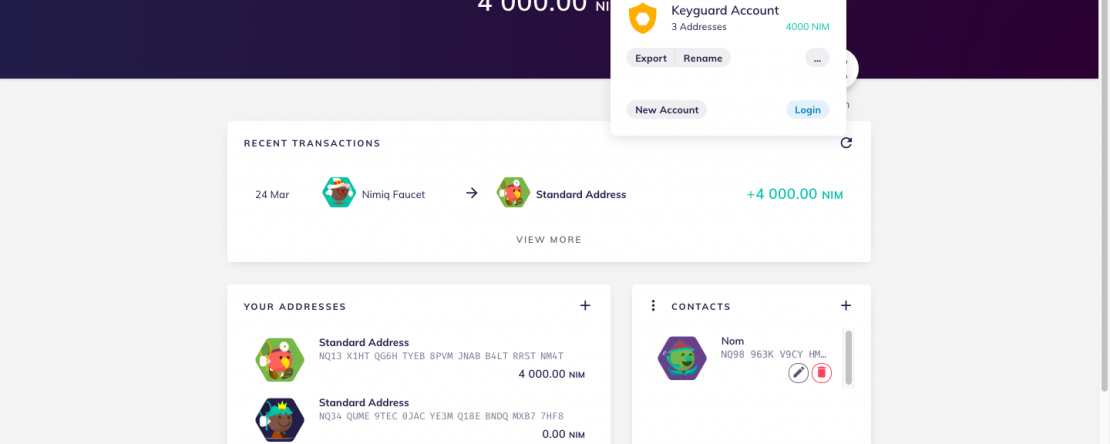 4 000.00 NIM
Keyguard Account
3 Addresses 4000 NIM
Export Rename ...
New Account Login
RECENT TRANSACTIONS
24 Mar Nimiq Faucet → Standard Address +4 000.00 NIM
VIEW MORE
YOUR ADDRESSES +
Standard Address
NQ13 X1HT QG6H TYEB 8PVM JNAB B4LT RRST NM4T
4 000.00 NIM
Standard Address
NQ34 QUME 9TEC 0JAC YE3M Q18E BNDQ MXB7 7HF8
0.00 NIM
CONTACTS +
Nom
NQ98 963K V9CY HM…